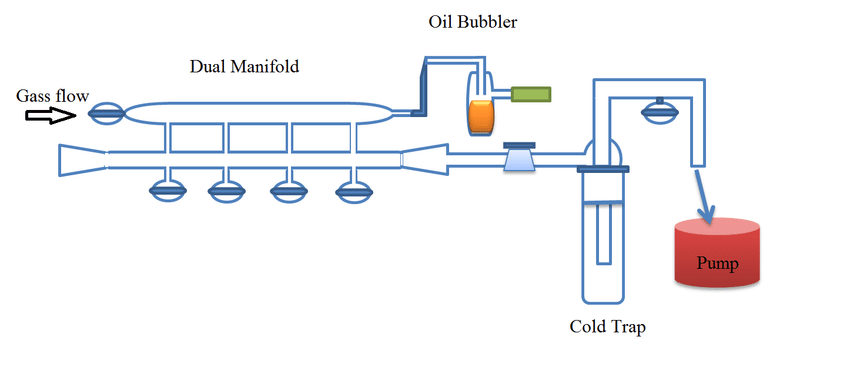 Oil Bubbler
Dual Manifold
Gass flow
Pump
Cold Trap